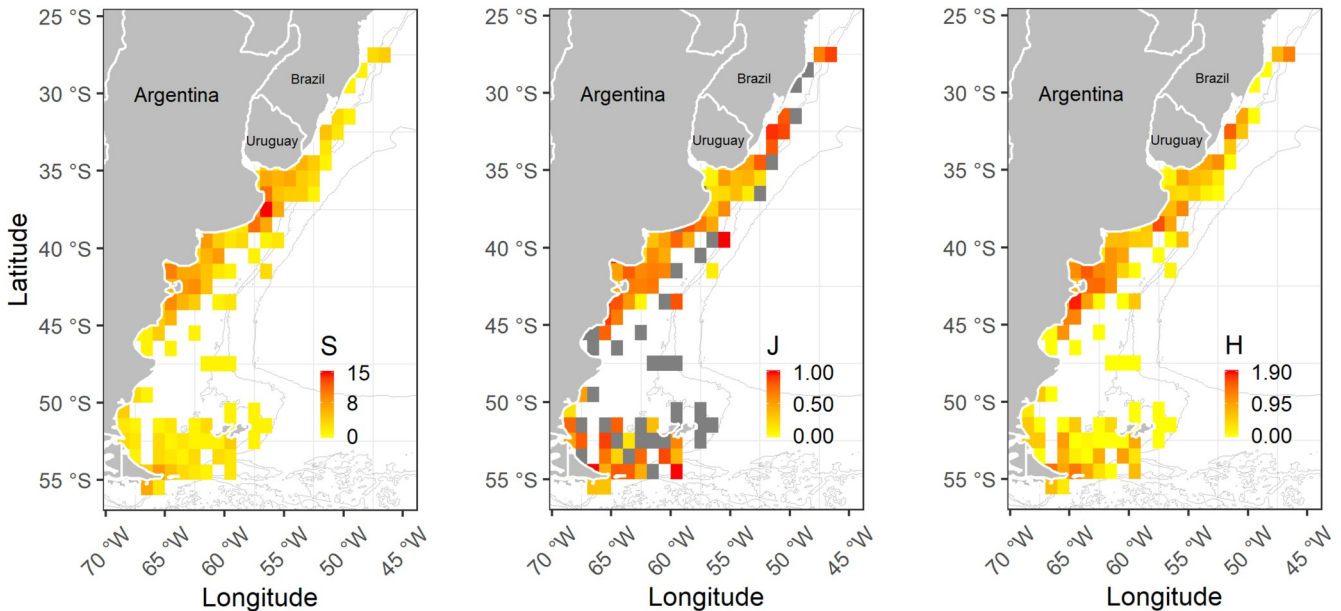 25 °S
30 °S
35 °S
40 °S
45 °S
50 °S
55 °S
Latitude
Brazil
Argentina
Uruguay
S
15
8
0
70 °W
65 °W
60 °W
55 °W
50 °W
45 °W
Longitude
25 °S
30 °S
35 °S
40 °S
45 °S
50 °S
55 °S
Brazil
Argentina
Uruguay
J
1.00
0.50
0.00
70 °W
65 °W
60 °W
55 °W
50 °W
45 °W
Longitude
25 °S
30 °S
35 °S
40 °S
45 °S
50 °S
55 °S
Brazil
Argentina
Uruguay
H
1.90
0.95
0.00
70 °W
65 °W
60 °W
55 °W
50 °W
45 °W
Longitude